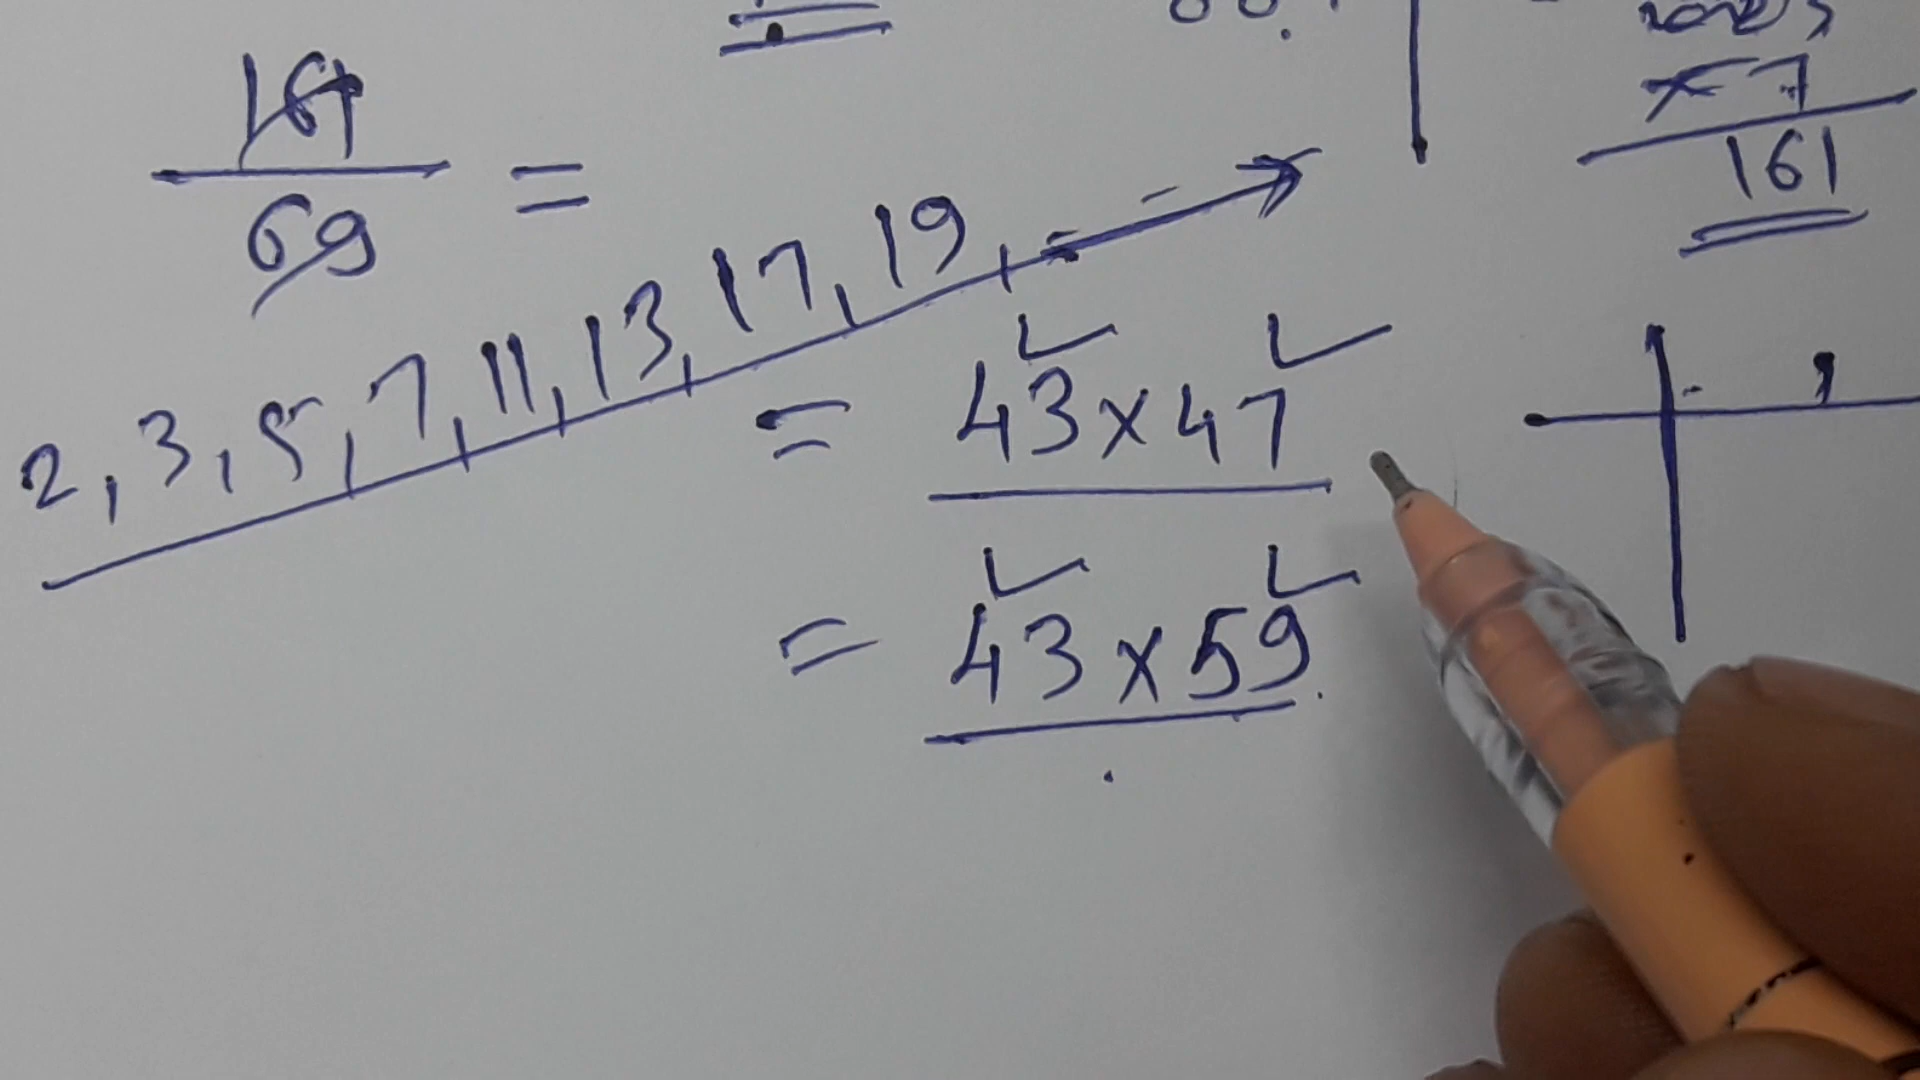 161
69 =
2, 3, 5, 7, 11, 13, 17, 19,
= 43 x 47
= 43 x 59
x 7
161